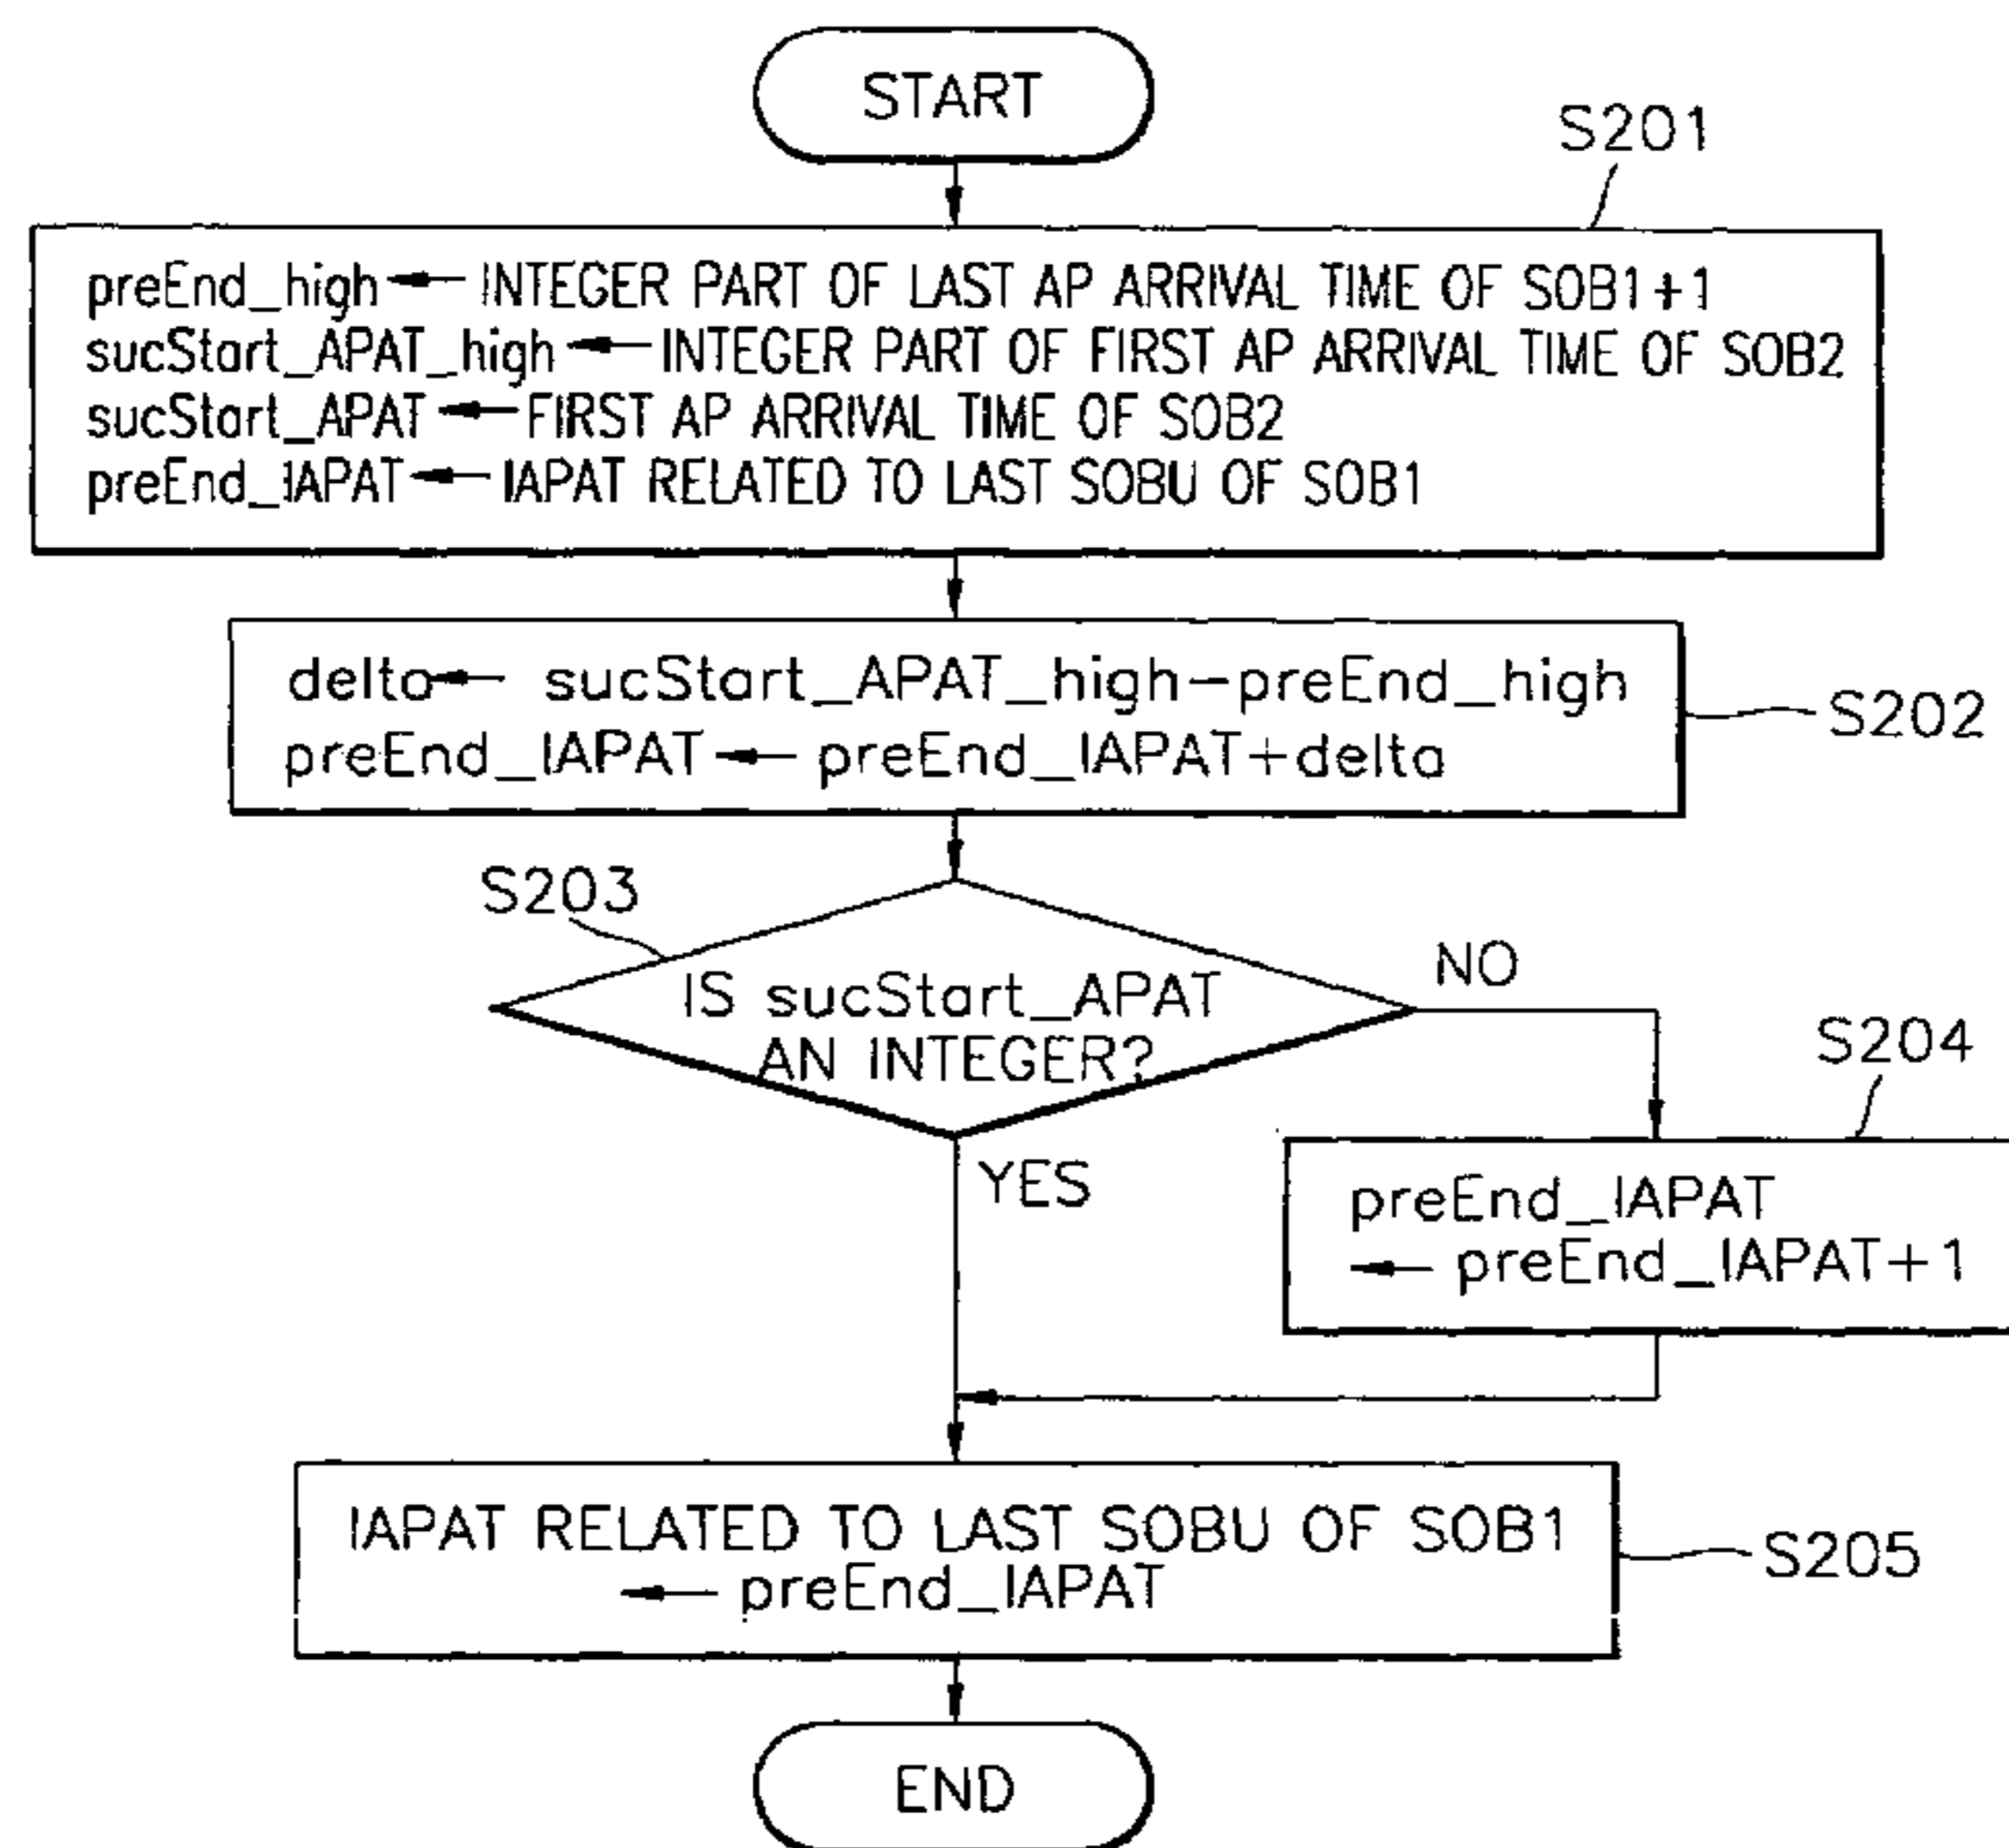 START
S201
preEnd_high ← INTEGER PART OF LAST AP ARRIVAL TIME OF SOB1+1
sucStart_APAT_high ← INTEGER PART OF FIRST AP ARRIVAL TIME OF SOB2
sucStart_APAT ← FIRST AP ARRIVAL TIME OF SOB2
preEnd_IAPAT ← IAPAT RELATED TO LAST SOBU OF SOB1
delta ← sucStart_APAT_high-preEnd_high
preEnd_IAPAT ← preEnd_IAPAT+delta
S202
S203
IS sucStart_APAT
AN INTEGER?
NO
YES
S204
preEnd_IAPAT
← preEnd_IAPAT+1
IAPAT RELATED TO LAST SOBU OF SOB1
← preEnd_IAPAT
S205
END